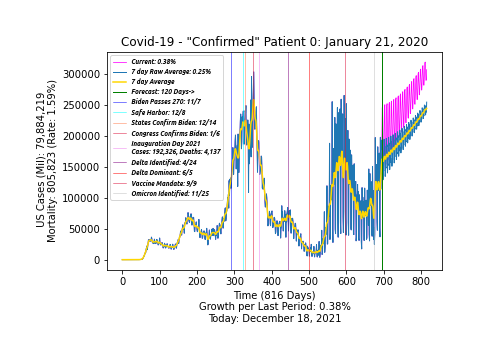 Covid-19 - "Confirmed" Patient 0: January 21, 2020
Current: 0.38%
7 day Raw Average: 0.25%
7 day Average
Forecast: 120 Days->
Biden Passes 270: 11/7
Safe Harbor: 12/8
States Confirm Biden: 12/14
Congress Confirms Biden: 1/6
Inauguration Day 2021
Cases: 192,326, Deaths: 4,137
Delta Identified: 4/24
Delta Dominant: 6/5
Vaccine Mandate: 9/9
Omicron Identified: 11/25
US Cases (Mil): 79,884,219
Mortality: 805,823 (Rate: 1.59%)
300000
250000
200000
150000
100000
50000
0
0 100 200 300 400 500 600 700 800
Time (816 Days)
Growth per Last Period: 0.38%
Today: December 18, 2021